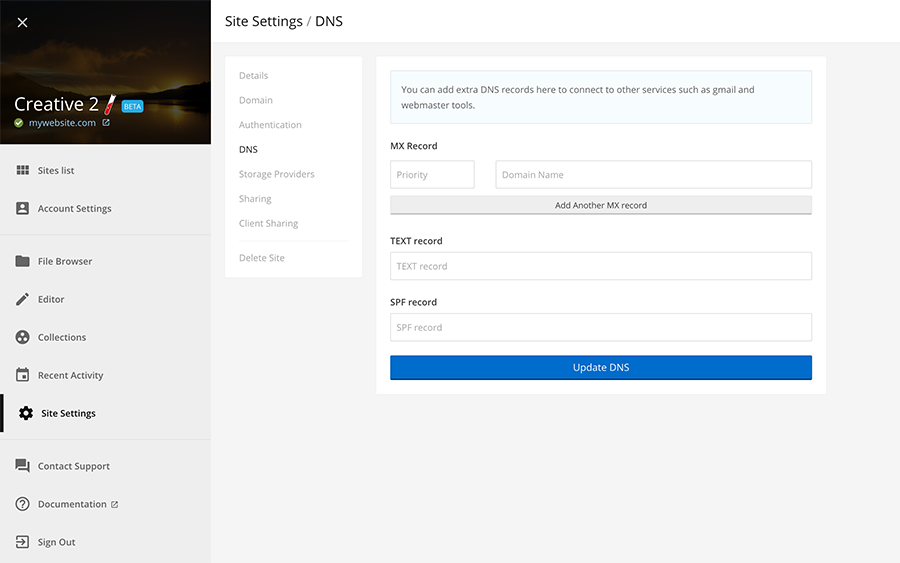 Creative 2 BETA
mywebsite.com
Sites list
Account Settings
File Browser
Editor
Collections
Recent Activity
Site Settings
Contact Support
Documentation
Sign Out
Site Settings / DNS
Details
Domain
Authentication
DNS
Storage Providers
Sharing
Client Sharing
Delete Site
You can add extra DNS records here to connect to other services such as gmail and
webmaster tools.
MX Record
Priority Domain Name
Add Another MX record
TEXT record
TEXT record
SPF record
SPF record
Update DNS